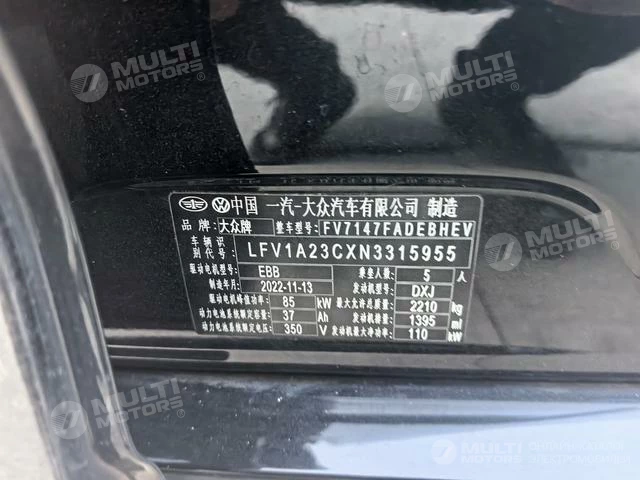 MULTI
MOTORS
MULTI
MOTORS
中国 一汽-大众汽车有限公司 制造
品 牌: 大众牌 整车型号: FV7147FADEBHEV
车辆识别代号: LFV1A23CXN3315955
驱动电机型号: EBB 乘坐人数: 5 人
制造年月: 2022-11-13 发动机型号: DXJ
驱动电机峰值功率: 85 kW 最大允许总质量: 2210 kg
动力电池系统额定容量: 37 Ah 发动机排量: 1395 ml
动力电池系统额定电压: 350 V 发动机最大净功率: 110 kW
MULTI
MOTORS
MULTI
MOTORS